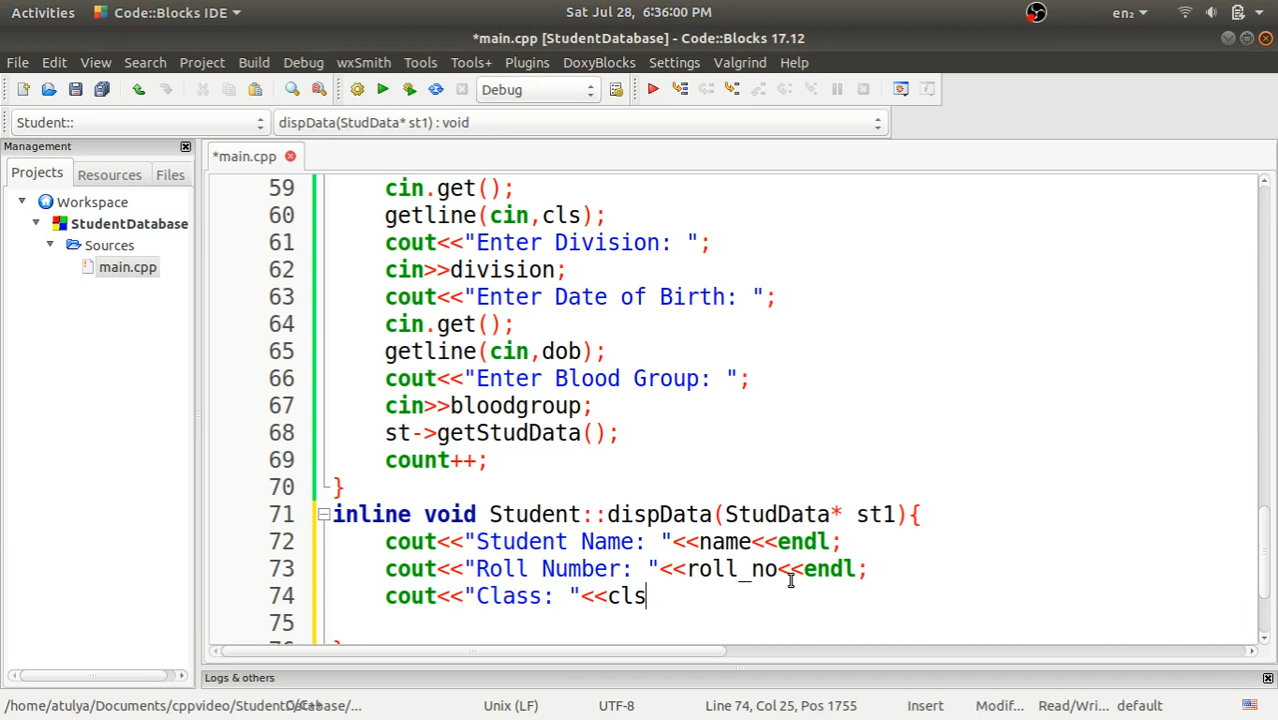 Activities Code::Blocks IDE Sat Jul 28, 6:36:00 PM en₂
*main.cpp [StudentDatabase] - Code::Blocks 17.12
File Edit View Search Project Build Debug wxSmith Tools Tools+ Plugins DoxyBlocks Settings Valgrind Help
Debug
Student:: dispData(StudData* st1) : void
Management
Projects Resources Files
Workspace
StudentDatabase
Sources
main.cpp
*main.cpp
59 cin.get();
60 getline(cin,cls);
61 cout<<"Enter Division: ";
62 cin>>division;
63 cout<<"Enter Date of Birth: ";
64 cin.get();
65 getline(cin,dob);
66 cout<<"Enter Blood Group: ";
67 cin>>bloodgroup;
68 st->getStudData();
69 count++;
70 }
71 inline void Student::dispData(StudData* st1){
72 cout<<"Student Name: "<<name<<endl;
73 cout<<"Roll Number: "<<roll_no<<endl;
74 cout<<"Class: "<<cls
75
Logs & others
Unix (LF) UTF-8 Line 74, Col 25, Pos 1755 Insert Modif... Read/Wri... default